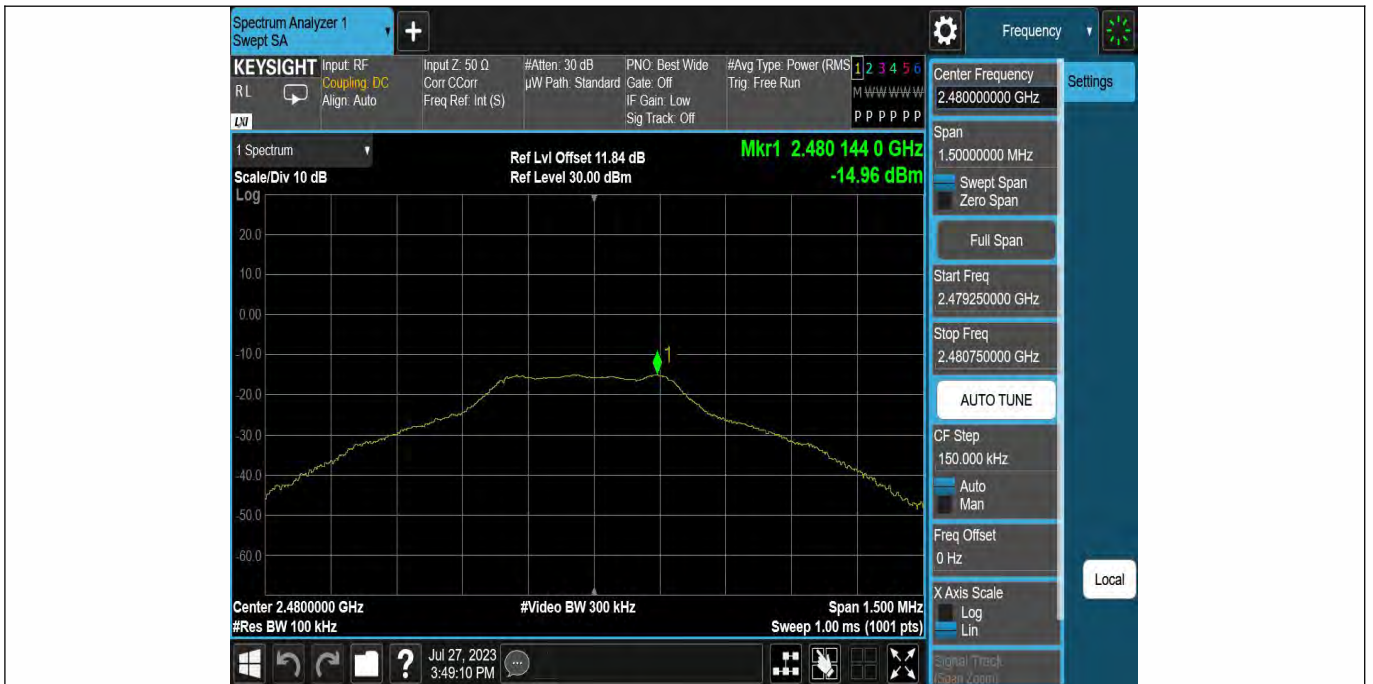 Spectrum Analyzer 1
Swept SA
+
Frequency
KEYSIGHT
RL
LXI
Input: RF
Coupling: DC
Align: Auto
Input Z: 50 Ω
Corr CCorr
Freq Ref: Int (S)
#Atten: 30 dB
µW Path: Standard
PNO: Best Wide
Gate: Off
IF Gain: Low
Sig Track: Off
#Avg Type: Power (RMS
Trig: Free Run
1 2 3 4 5 6
M W W W W W
P P P P P P
1 Spectrum
Scale/Div 10 dB
Log
Ref Lvl Offset 11.84 dB
Ref Level 30.00 dBm
Mkr1 2.480 144 0 GHz
-14.96 dBm
20.0
10.0
0.00
-10.0
-20.0
-30.0
-40.0
-50.0
-60.0
1
Center 2.4800000 GHz
#Res BW 100 kHz
#Video BW 300 kHz
Span 1.500 MHz
Sweep 1.00 ms (1001 pts)
?
Jul 27, 2023
3:49:10 PM
Center Frequency
2.480000000 GHz
Settings
Span
1.50000000 MHz
Swept Span
Zero Span
Full Span
Start Freq
2.479250000 GHz
Stop Freq
2.480750000 GHz
AUTO TUNE
CF Step
150.000 kHz
Auto
Man
Freq Offset
0 Hz
Local
X Axis Scale
Log
Lin
Signal Track
(Span Zoom)